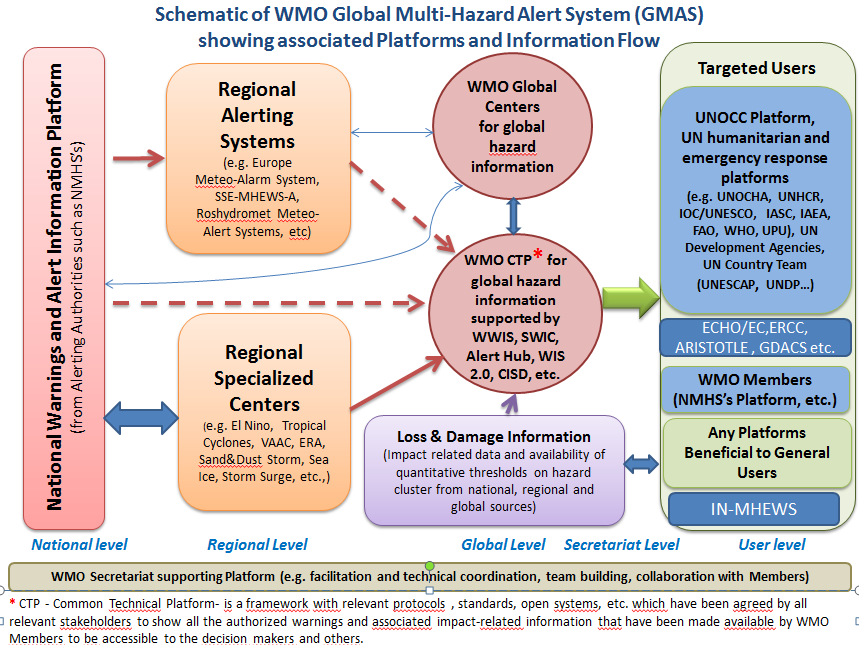 Schematic of WMO Global Multi-Hazard Alert System (GMAS)
showing associated Platforms and Information Flow
National Warnings and Alert Information Platform
(from Alerting Authorities such as NMHS's)
Regional
Alerting
Systems
(e.g. Europe
Meteo-Alarm System,
SSE-MHEWS-A,
Roshydromet Meteo-
Alert Systems, etc)
WMO Global
Centers
for global
hazard
information
Targeted Users
UNOCC Platform,
UN humanitarian and
emergency response
platforms
(e.g. UNOCHA, UNHCR,
IOC/UNESCO, IASC, IAEA,
FAO, WHO, UPU), UN
Development Agencies,
UN Country Team
(UNESCAP, UNDP...)
WMO CTP* for
global hazard
information
supported by
WWIS, SWIC,
Alert Hub, WIS
2.0, CISD, etc.
Regional
Specialized
Centers
(e.g. El Nino, Tropical
Cyclones, VAAC, ERA,
Sand&Dust Storm, Sea
Ice, Storm Surge, etc.,)
ECHO/EC,ERCC,
ARISTOTLE , GDACS etc.
WMO Members
(NMHS's Platform, etc.)
Loss & Damage Information
(Impact related data and availability of
quantitative thresholds on hazard
cluster from national, regional and
global sources)
Any Platforms
Beneficial to General
Users
IN-MHEWS
National level
Regional Level
Global Level
Secretariat Level
User level
WMO Secretariat supporting Platform (e.g. facilitation and technical coordination, team building, collaboration with Members)
* CTP - Common Technical Platform- is a framework with relevant protocols , standards, open systems, etc. which have been agreed by all
relevant stakeholders to show all the authorized warnings and associated impact-related information that have been made available by WMO
Members to be accessible to the decision makers and others.